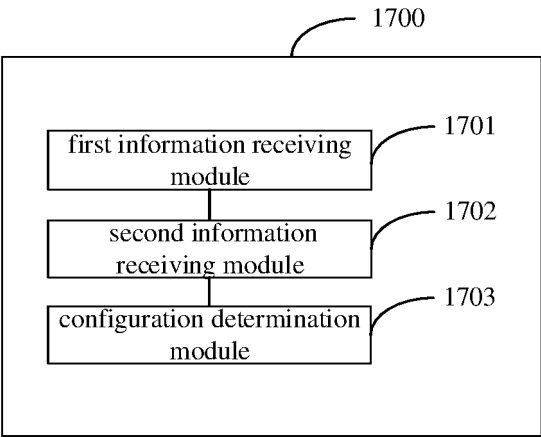 1700
first information receiving
module
1701
second information
receiving module
1702
configuration determination
module
1703